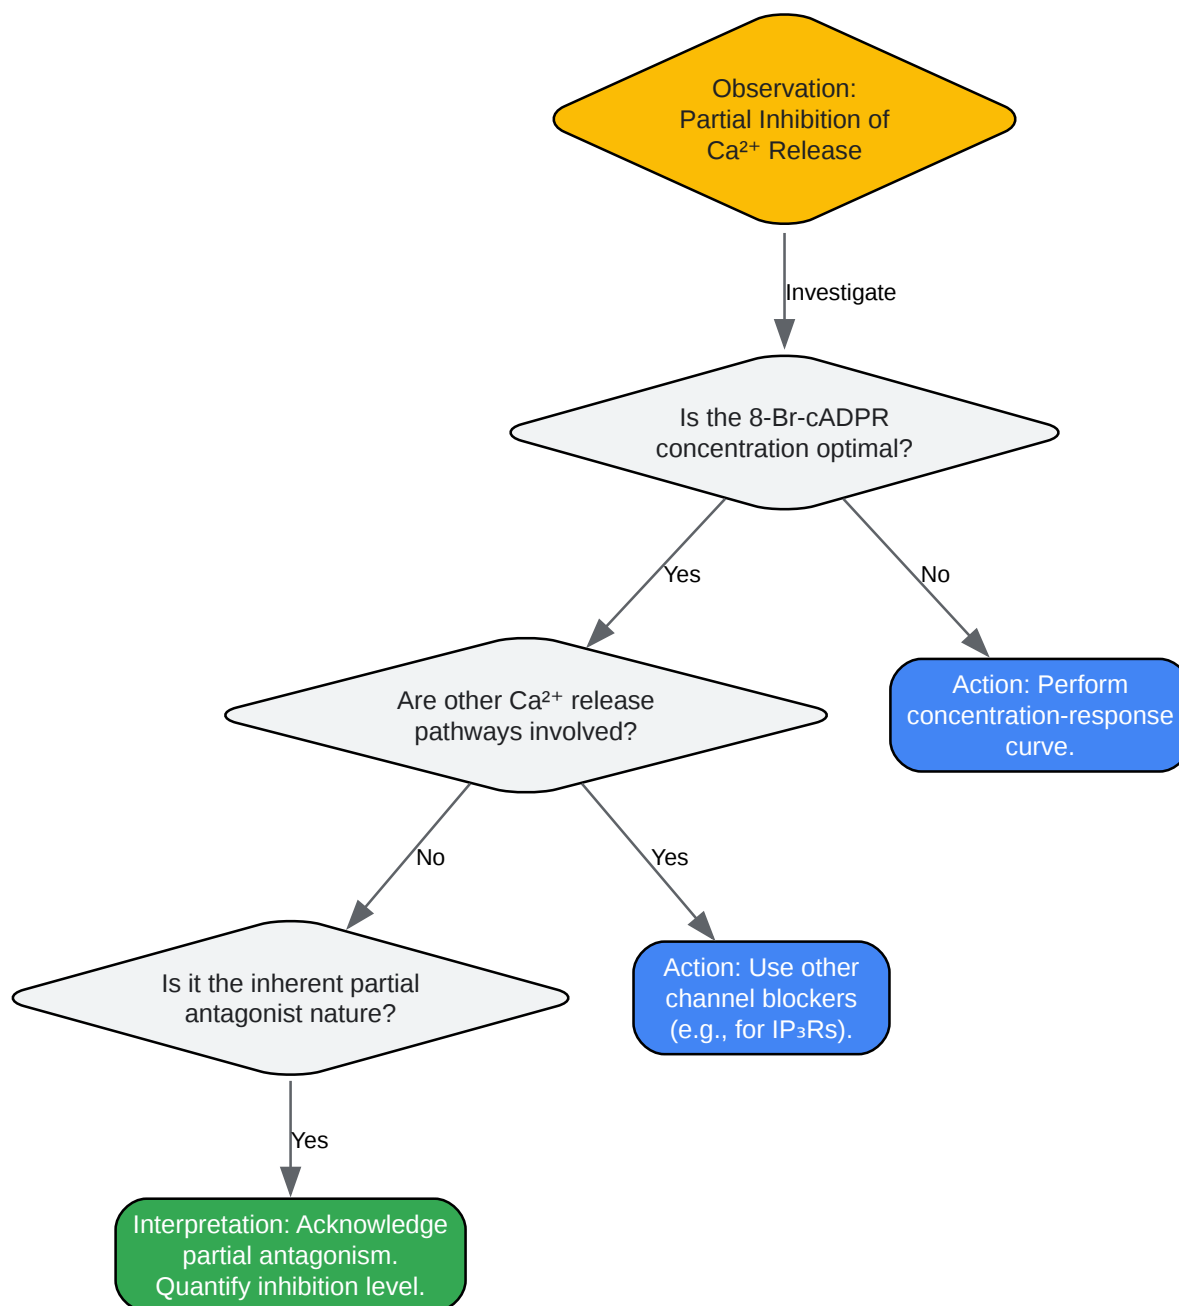 Observation:
Partial Inhibition of
Ca²⁺ Release
Investigate
Is the 8-Br-cADPR
concentration optimal?
Yes
No
Are other Ca²⁺ release
pathways involved?
Action: Perform
concentration-response
curve.
No
Yes
Is it the inherent partial
antagonist nature?
Action: Use other
channel blockers
(e.g., for IP₃Rs).
Yes
Interpretation: Acknowledge
partial antagonism.
Quantify inhibition level.